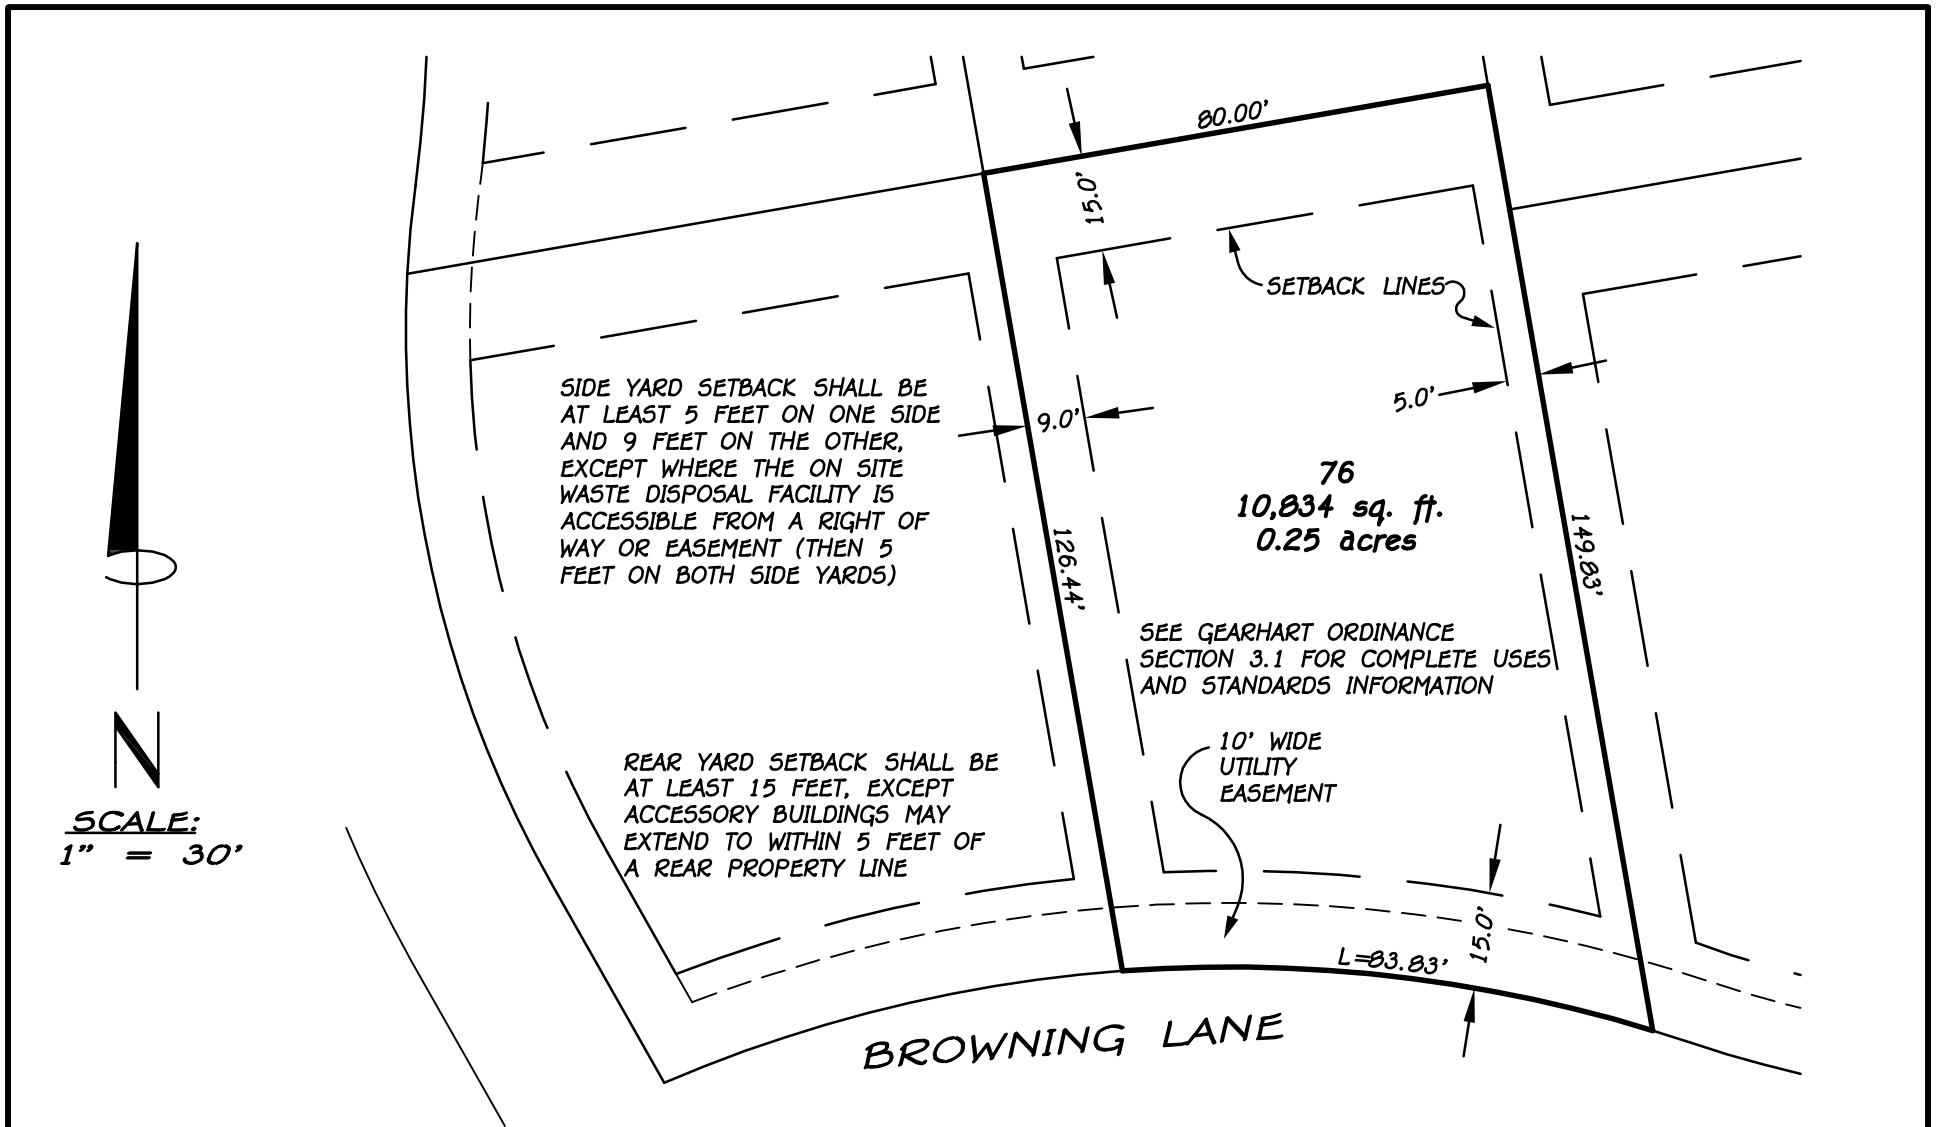 80.00'
15.0'
SETBACK LINES
SIDE YARD SETBACK SHALL BE
AT LEAST 5 FEET ON ONE SIDE
AND 9 FEET ON THE OTHER,
EXCEPT WHERE THE ON SITE
WASTE DISPOSAL FACILITY IS
ACCESSIBLE FROM A RIGHT OF
WAY OR EASEMENT (THEN 5
FEET ON BOTH SIDE YARDS)
9.0'
5.0'
76
10,834 sq. ft.
0.25 acres
126.44'
149.83'
SEE GEARHART ORDINANCE
SECTION 3.1 FOR COMPLETE USES
AND STANDARDS INFORMATION
10' WIDE
UTILITY
EASEMENT
REAR YARD SETBACK SHALL BE
AT LEAST 15 FEET, EXCEPT
ACCESSORY BUILDINGS MAY
EXTEND TO WITHIN 5 FEET OF
A REAR PROPERTY LINE
N
SCALE:
1" = 30'
15.0'
L=83.83'
BROWNING LANE